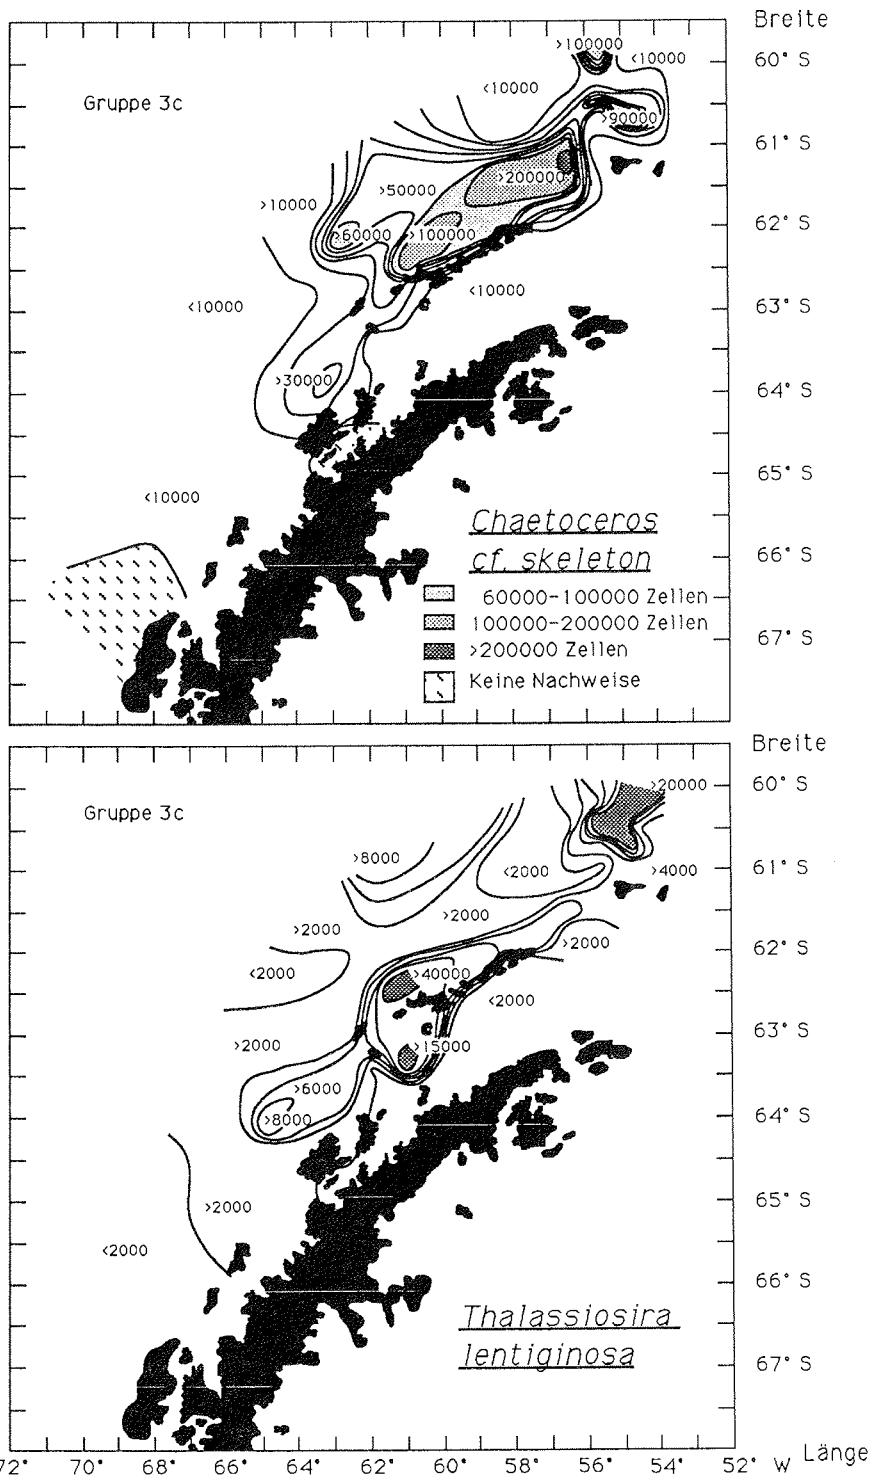 Breite
>100000
60° S
<10000
<10000
Gruppe 3c
>90000
61° S
>200000
>50000
>10000
>60000
>100000
62° S
<10000
<10000
63° S
>30000
64° S
65° S
<10000
Chaetoceros
cf. skeleton
66° S
60000-100000 Zellen
100000-200000 Zellen
67° S
>200000 Zellen
Keine Nachweise
Breite
>20000
60° S
Gruppe 3c
>8000
<2000
>4000
61° S
>2000
>2000
>2000
62° S
<2000
>40000
<2000
>2000
>15000
63° S
>6000
>8000
64° S
>2000
65° S
<2000
66° S
Thalassiosira
lentiginosa
67° S
72° 70° 68° 66° 64° 62° 60° 58° 56° 54° 52° W Länge